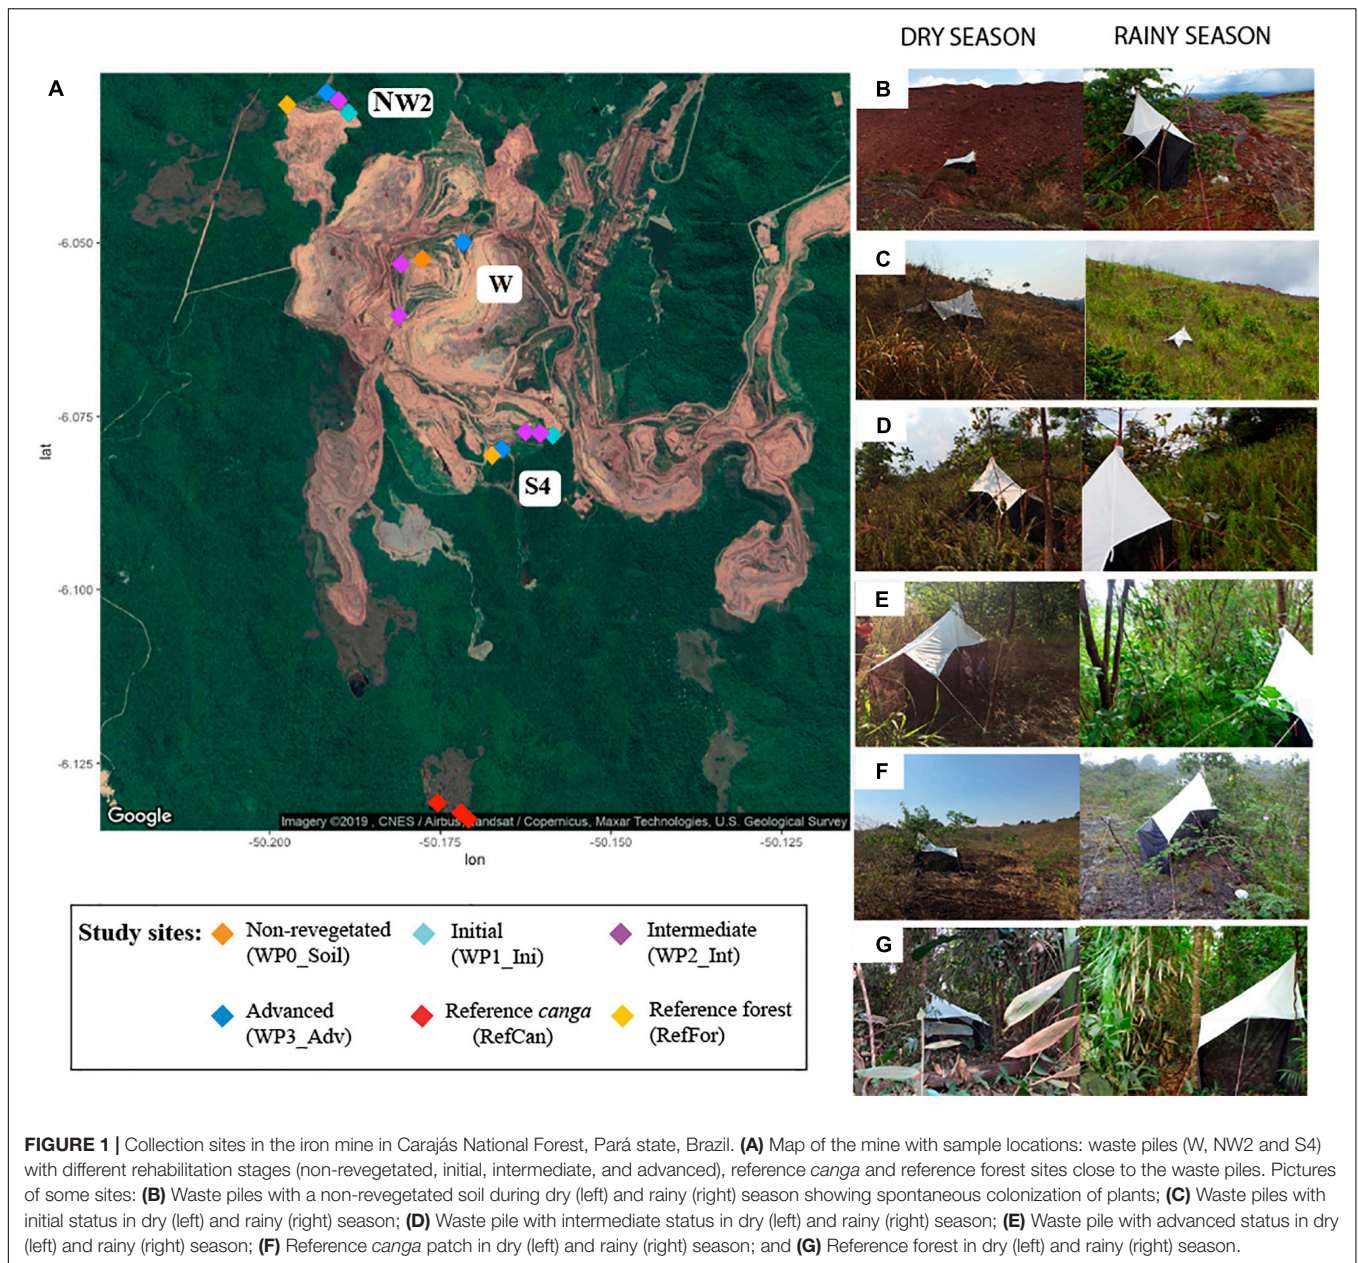 DRY SEASON
RAINY SEASON
A
NW2
W
S4
-6.050
-6.075
-6.100
-6.125
lat
Google
Imagery ©2019 , CNES / Airbus, Landsat / Copernicus, Maxar Technologies, U.S. Geological Survey
-50.200
-50.175
-50.150
-50.125
lon
B
C
D
E
F
G
Study sites:
Non-revegetated
(WP0_Soil)
Initial
(WP1_Ini)
Intermediate
(WP2_Int)
Advanced
(WP3_Adv)
Reference canga
(RefCan)
Reference forest
(RefFor)
FIGURE 1 | Collection sites in the iron mine in Carajás National Forest, Pará state, Brazil. (A) Map of the mine with sample locations: waste piles (W, NW2 and S4)
with different rehabilitation stages (non-revegetated, initial, intermediate, and advanced), reference canga and reference forest sites close to the waste piles. Pictures
of some sites: (B) Waste piles with a non-revegetated soil during dry (left) and rainy (right) season showing spontaneous colonization of plants; (C) Waste piles with
initial status in dry (left) and rainy (right) season; (D) Waste pile with intermediate status in dry (left) and rainy (right) season; (E) Waste pile with advanced status in dry
(left) and rainy (right) season; (F) Reference canga patch in dry (left) and rainy (right) season; and (G) Reference forest in dry (left) and rainy (right) season.